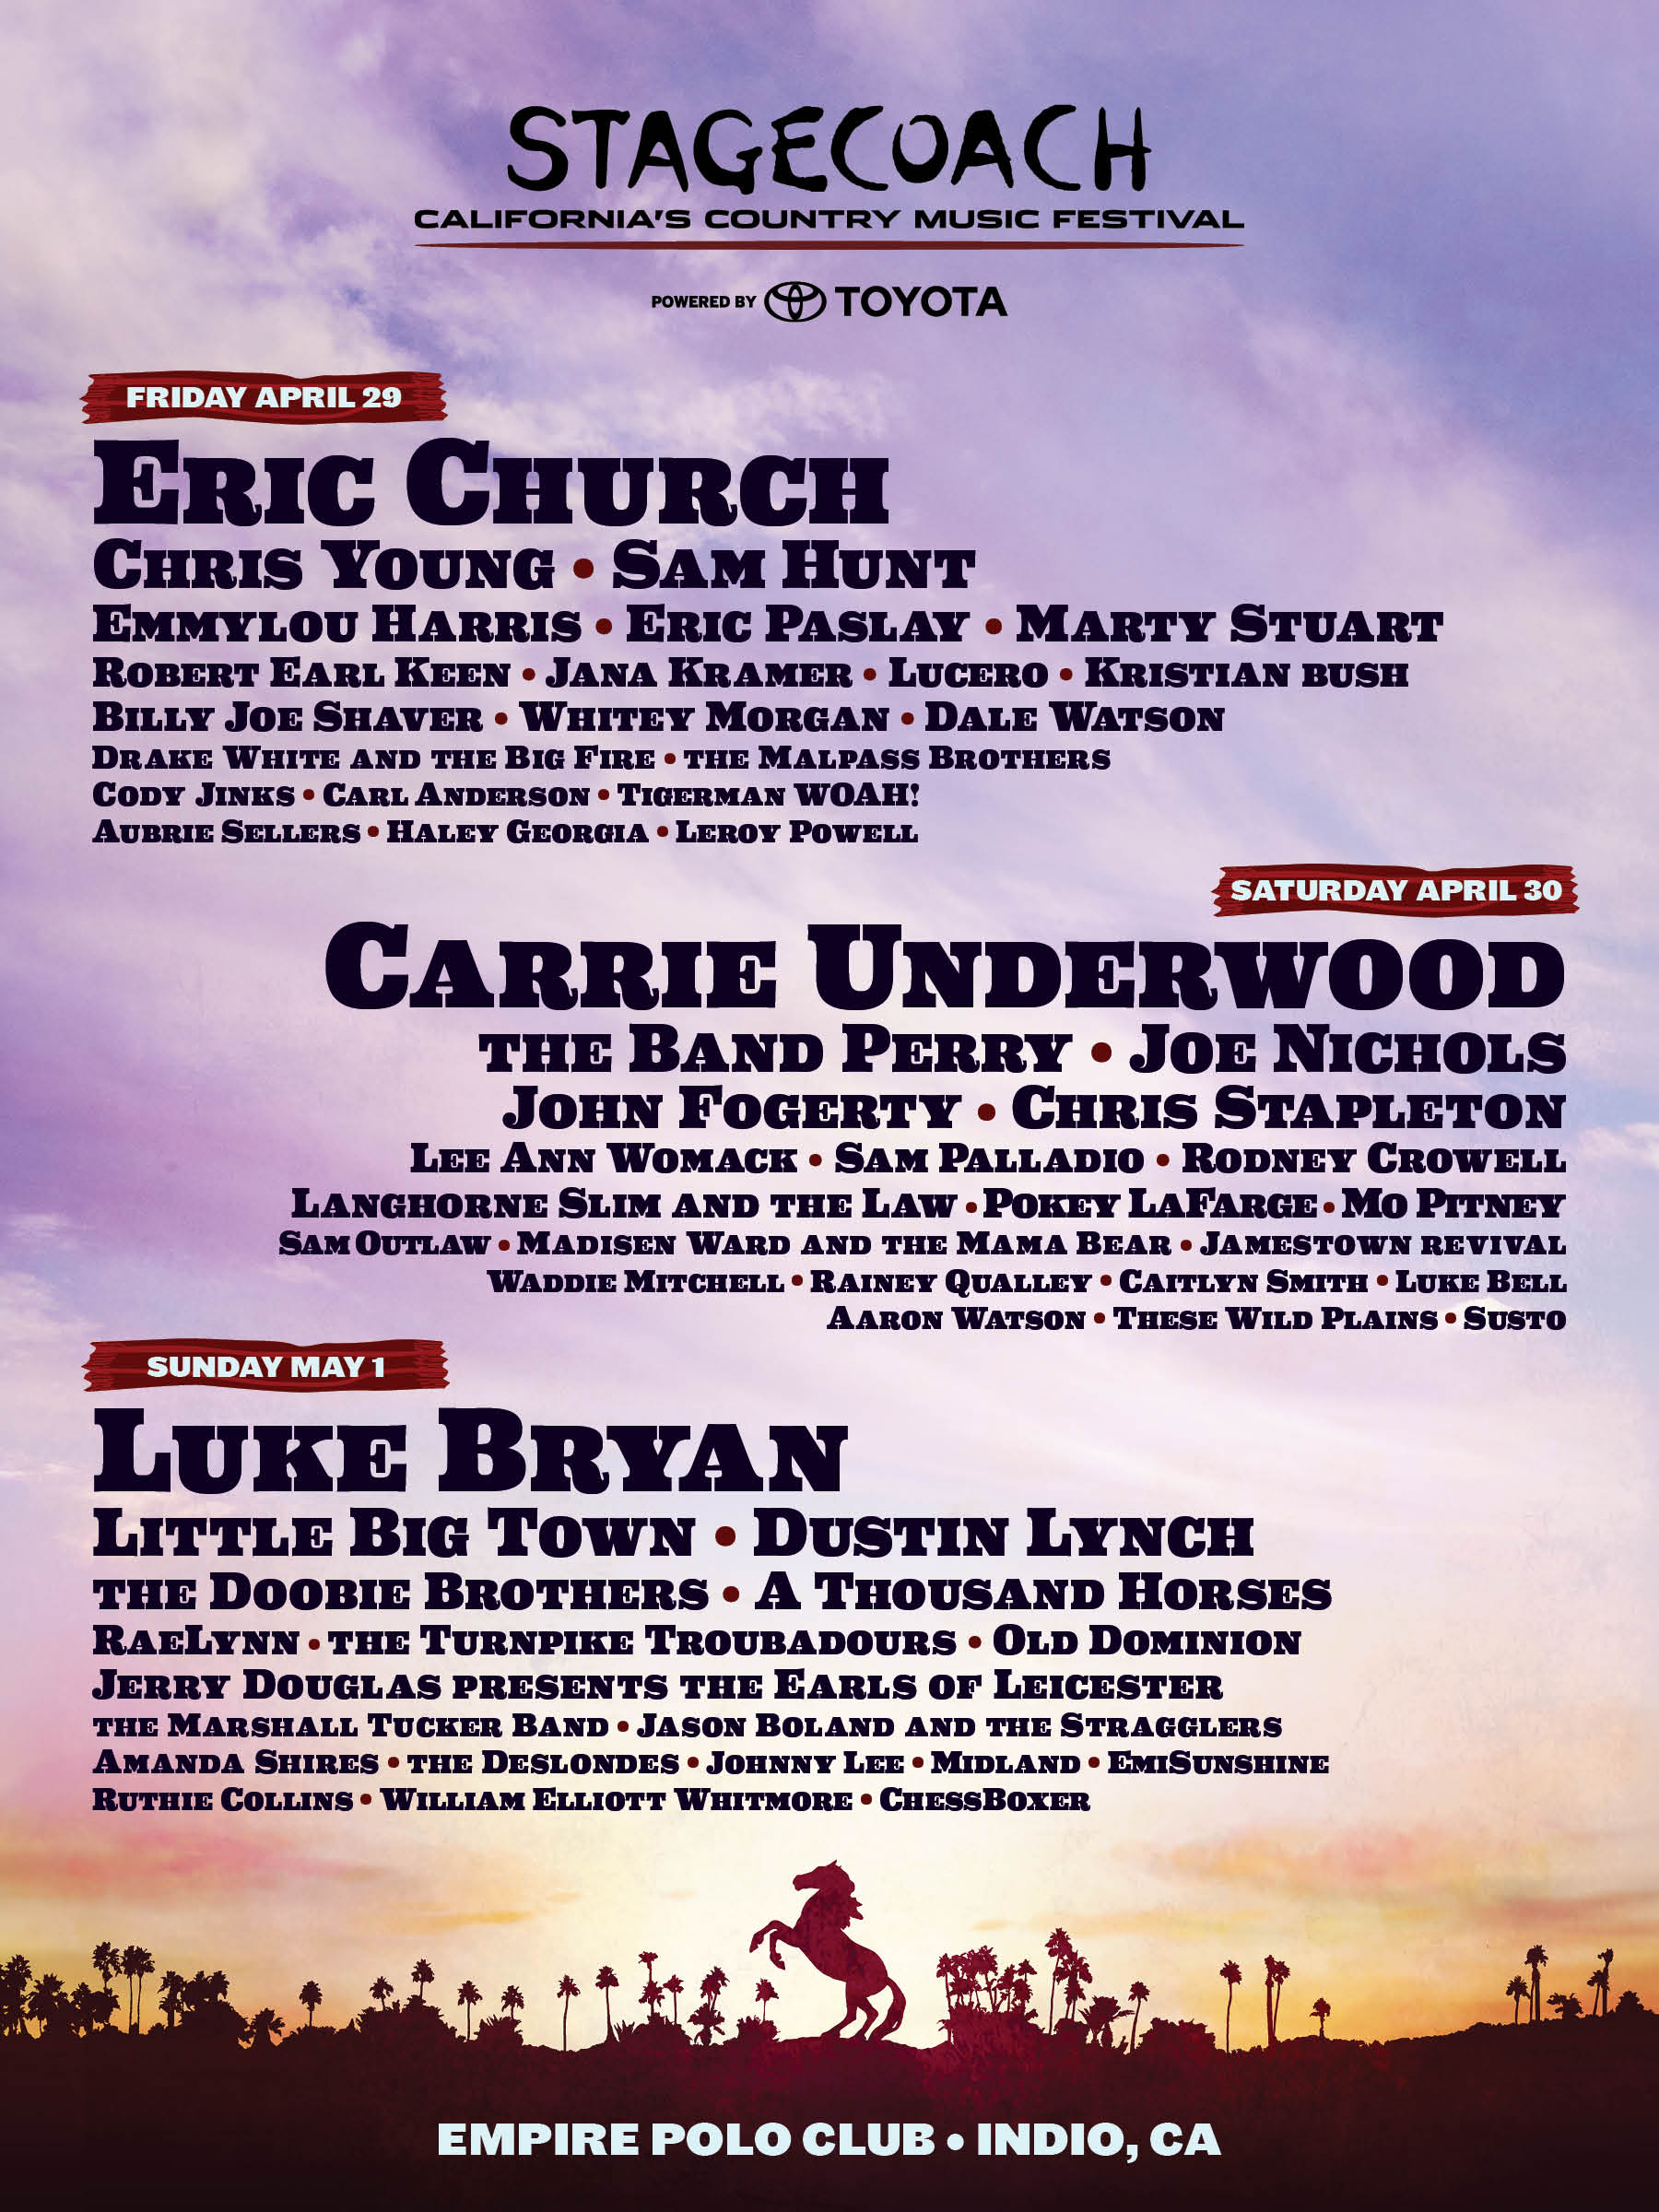 STAGECOACH
CALIFORNIA'S COUNTRY MUSIC FESTIVAL
POWERED BY TOYOTA
FRIDAY APRIL 29
ERIC CHURCH
CHRIS YOUNG • SAM HUNT
EMMYLOU HARRIS • ERIC PASLAY • MARTY STUART
ROBERT EARL KEEN • JANA KRAMER • LUCERO • KRISTIAN BUSH
BILLY JOE SHAVER • WHITEY MORGAN • DALE WATSON
DRAKE WHITE AND THE BIG FIRE • THE MALPASS BROTHERS
CODY JINKS • CARL ANDERSON • TIGERMAN WOAH!
AUBRIE SELLERS • HALEY GEORGIA • LEROY POWELL
SATURDAY APRIL 30
CARRIE UNDERWOOD
THE BAND PERRY • JOE NICHOLS
JOHN FOGERTY • CHRIS STAPLETON
LEE ANN WOMACK • SAM PALLADIO • RODNEY CROWELL
LANGHORNE SLIM AND THE LAW • POKEY LAFARGE • MO PITNEY
SAM OUTLAW • MADISEN WARD AND THE MAMA BEAR • JAMESTOWN REVIVAL
WADDIE MITCHELL • RAINEY QUALLEY • CAITLYN SMITH • LUKE BELL
AARON WATSON • THESE WILD PLAINS • SUSTO
SUNDAY MAY 1
LUKE BRYAN
LITTLE BIG TOWN • DUSTIN LYNCH
THE DOOBIE BROTHERS • A THOUSAND HORSES
RAELYNN • THE TURNPIKE TROUBADOURS • OLD DOMINION
JERRY DOUGLAS PRESENTS THE EARLS OF LEICESTER
THE MARSHALL TUCKER BAND • JASON BOLAND AND THE STRAGGLERS
AMANDA SHIRES • THE DESLONDES • JOHNNY LEE • MIDLAND • EMISUNSHINE
RUTHIE COLLINS • WILLIAM ELLIOTT WHITMORE • CHESSBOXER
EMPIRE POLO CLUB • INDIO, CA